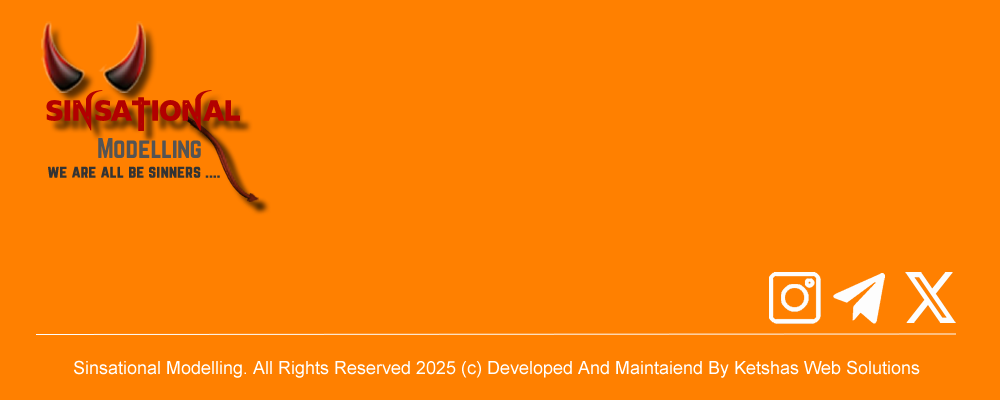 SINSATIONAL
MODELLING
WE ARE ALL BE SINNERS ....
Sinsational Modelling. All Rights Reserved 2025 (c) Developed And Maintaiend By Ketshas Web Solutions